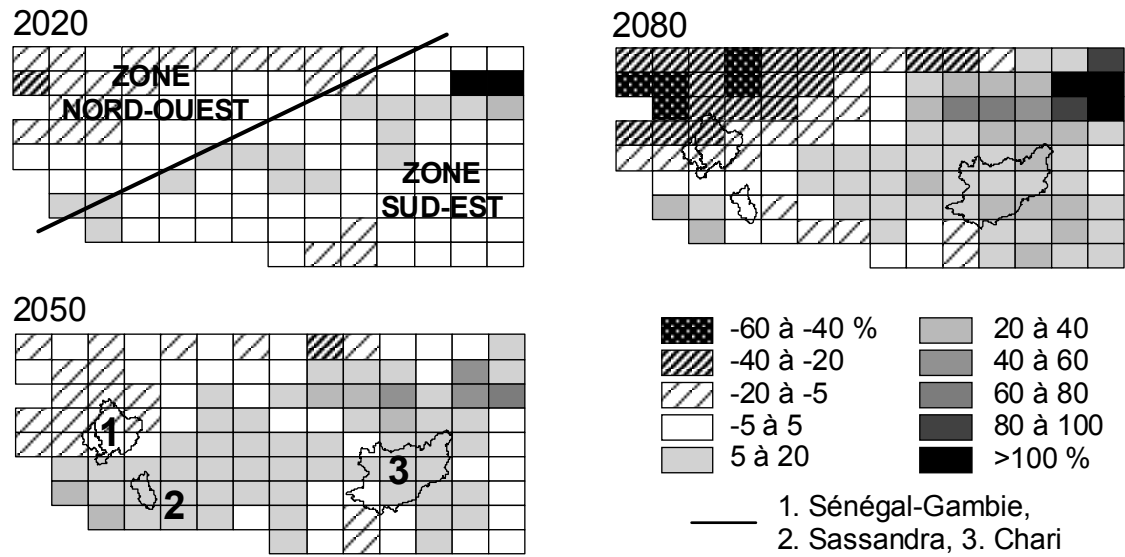 2020
ZONE
NORD-OUEST
ZONE
SUD-EST
2080
2050
1
2
3
-60 à -40 %
-40 à -20
-20 à -5
-5 à 5
5 à 20
20 à 40
40 à 60
60 à 80
80 à 100
>100 %
1. Sénégal-Gambie,
2. Sassandra, 3. Chari